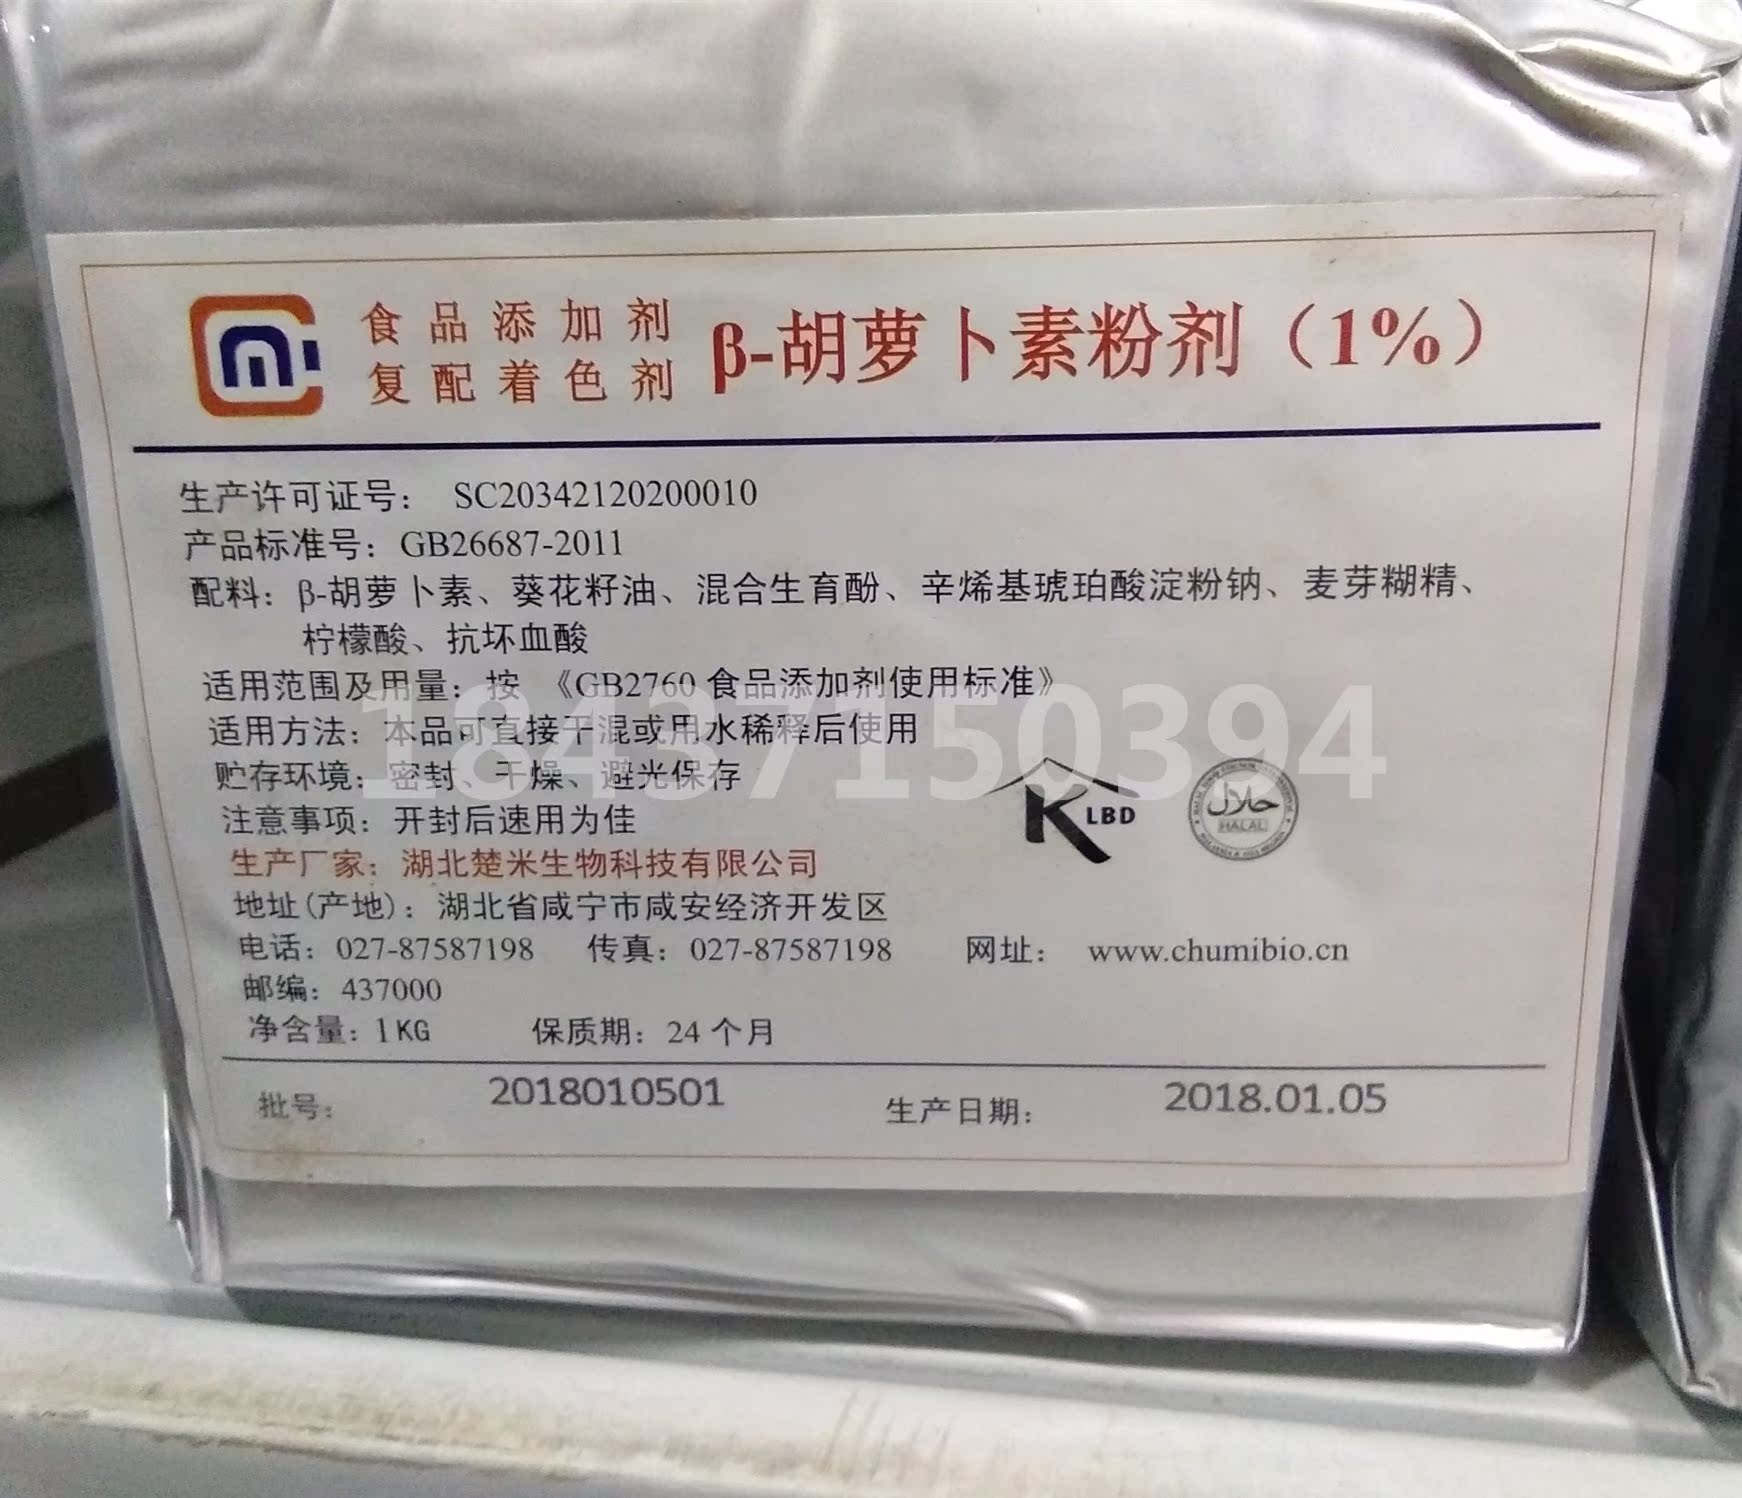 食品添加剂
复配着色剂
β-胡萝卜素粉剂（1%）
生产许可证号： SC20342120200010
产品标准号：GB26687-2011
配料：β-胡萝卜素、葵花籽油、混合生育酚、辛烯基琥珀酸淀粉钠、麦芽糊精、
柠檬酸、抗坏血酸
适用范围及用量：按 《GB2760 食品添加剂使用标准》
适用方法：本品可直接干混或用水稀释后使用
贮存环境：密封、干燥、避光保存
18437150394
注意事项：开封后速用为佳
K LBD
حلال
HALAL
生产厂家：湖北楚米生物科技有限公司
地址(产地)：湖北省咸宁市咸安经济开发区
电话：027-87587198 传真：027-87587198 网址： www.chumibio.cn
邮编：437000
净含量：1KG 保质期：24 个月
批号： 2018010501 生产日期： 2018.01.05